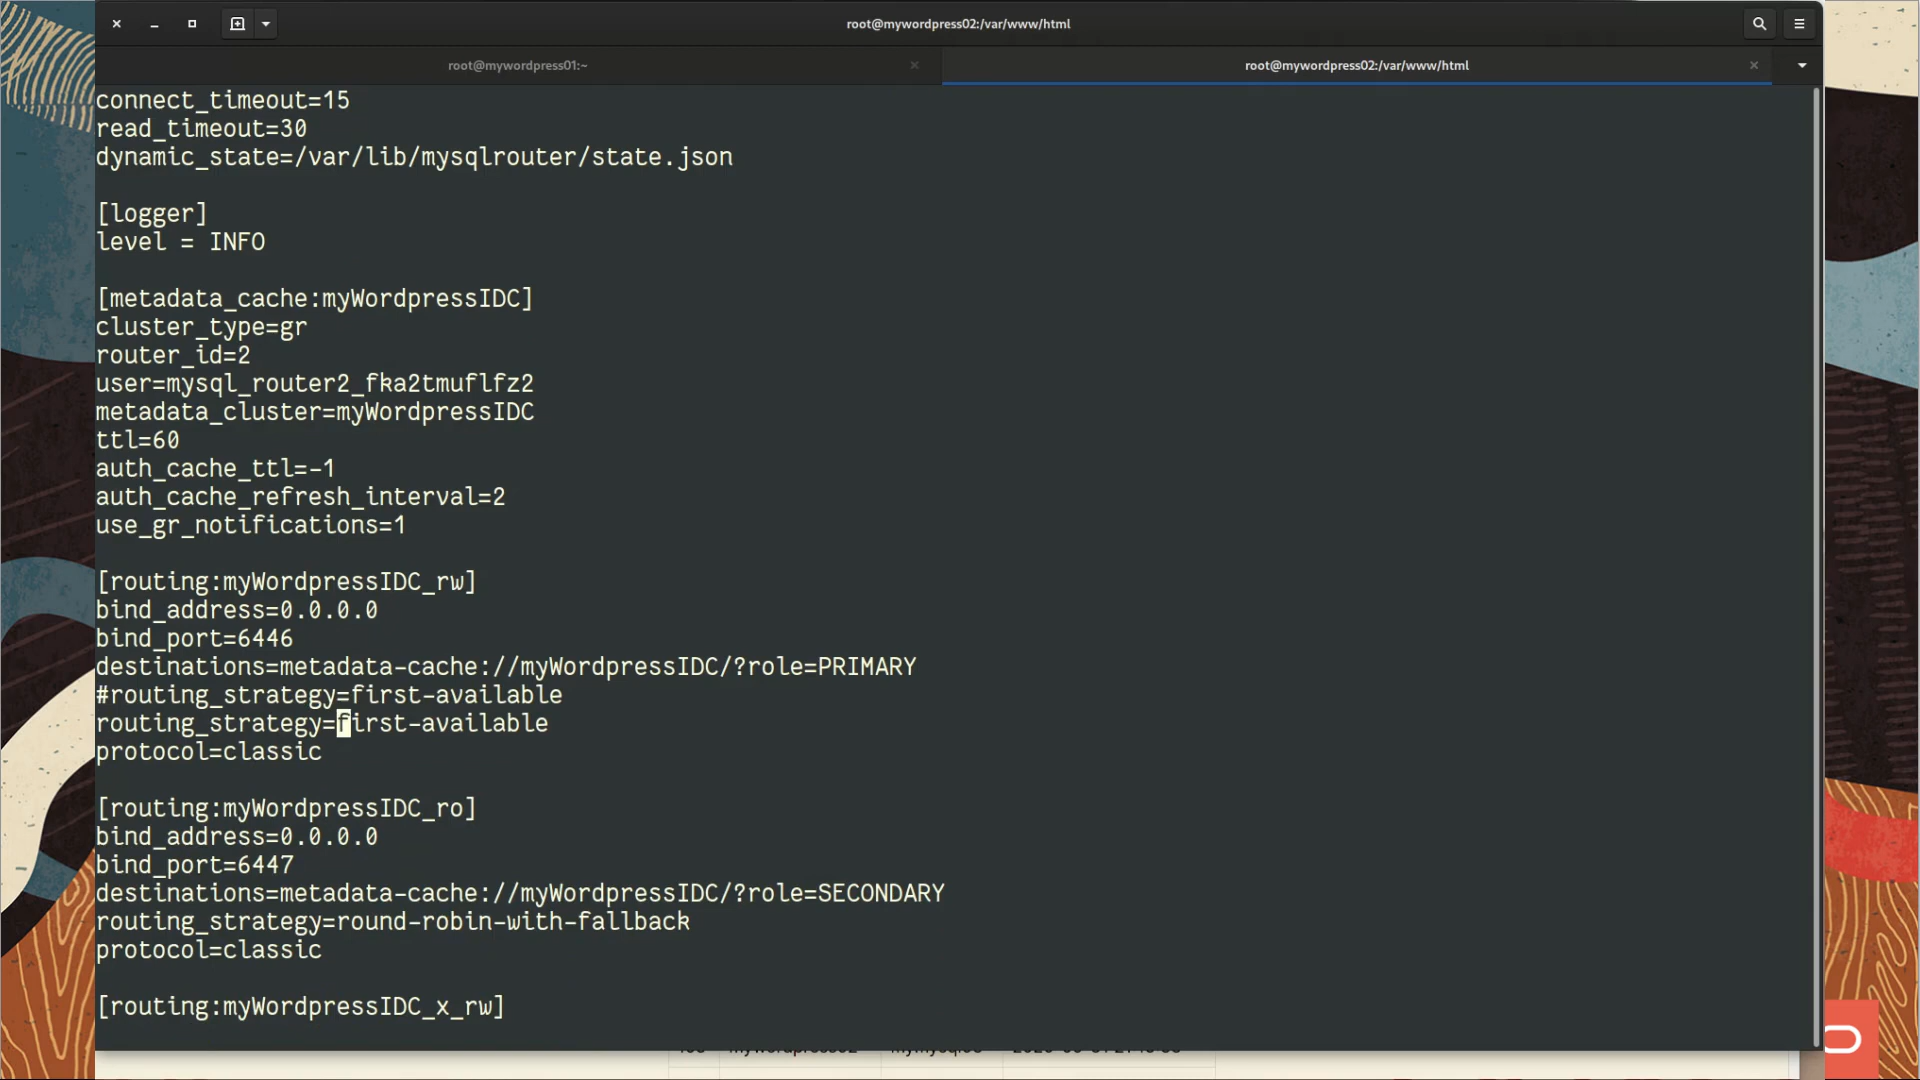 root@mywordpress02:/var/www/html
root@mywordpress01:~
root@mywordpress02:/var/www/html
connect_timeout=15
read_timeout=30
dynamic_state=/var/lib/mysqlrouter/state.json
[logger]
level = INFO
[metadata_cache:myWordpressIDC]
cluster_type=gr
router_id=2
user=mysql_router2_fka2tmuflfz2
metadata_cluster=myWordpressIDC
ttl=60
auth_cache_ttl=-1
auth_cache_refresh_interval=2
use_gr_notifications=1
[routing:myWordpressIDC_rw]
bind_address=0.0.0.0
bind_port=6446
destinations=metadata-cache://myWordpressIDC/?role=PRIMARY
#routing_strategy=first-available
routing_strategy=first-available
protocol=classic
[routing:myWordpressIDC_ro]
bind_address=0.0.0.0
bind_port=6447
destinations=metadata-cache://myWordpressIDC/?role=SECONDARY
routing_strategy=round-robin-with-fallback
protocol=classic
[routing:myWordpressIDC_x_rw]